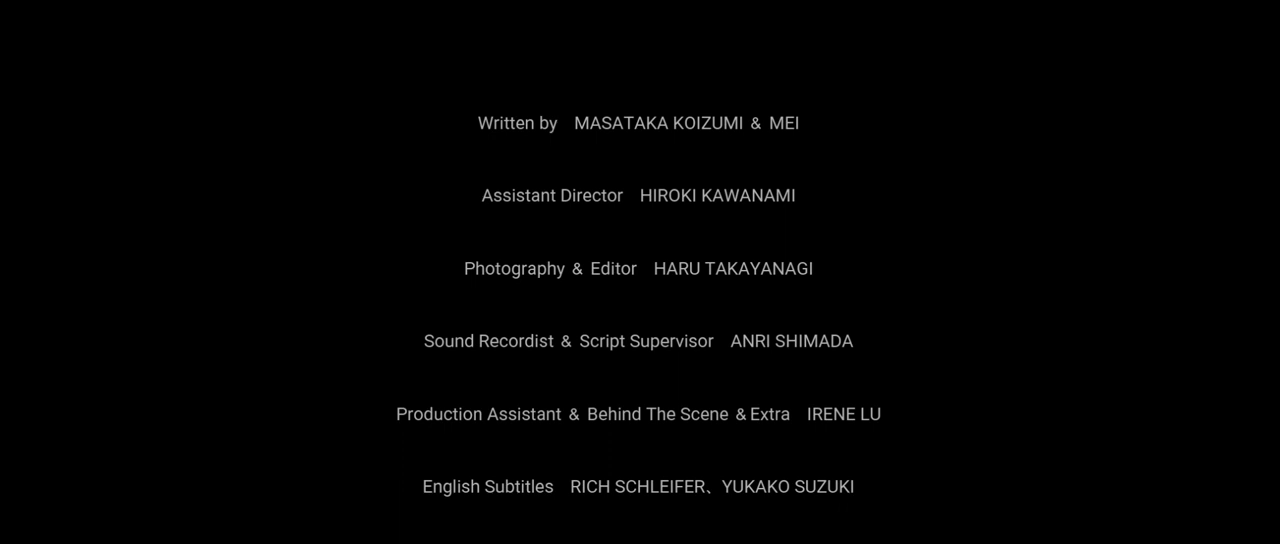 Written by　MASATAKA KOIZUMI & MEI
Assistant Director　HIROKI KAWANAMI
Photography & Editor　HARU TAKAYANAGI
Sound Recordist & Script Supervisor　ANRI SHIMADA
Production Assistant & Behind The Scene & Extra　IRENE LU
English Subtitles　RICH SCHLEIFER、YUKAKO SUZUKI